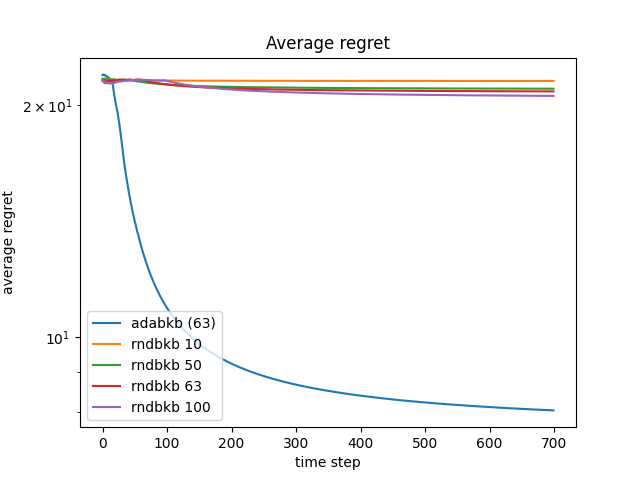 Average regret
2 × 10¹
10¹
average regret
adabkb (63)
rndbkb 10
rndbkb 50
rndbkb 63
rndbkb 100
0 100 200 300 400 500 600 700
time step